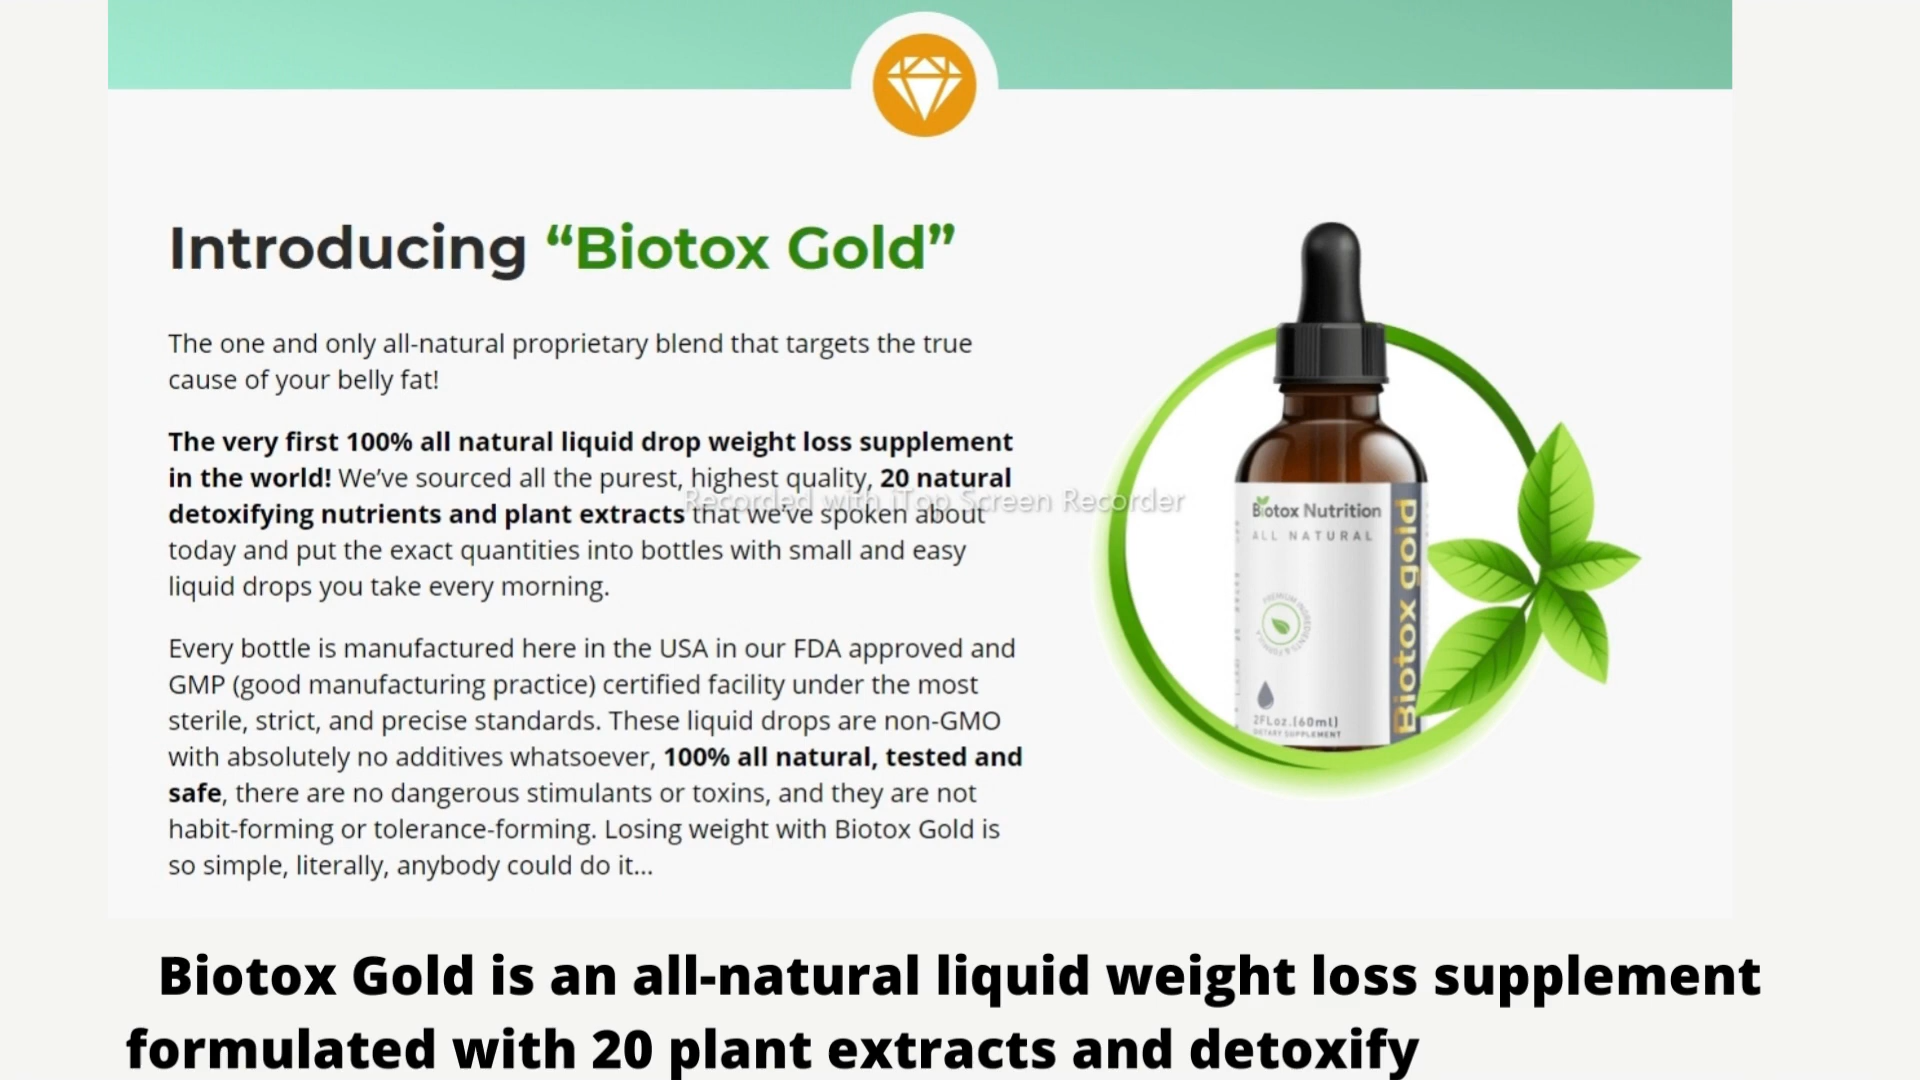 Introducing “Biotox Gold”
The one and only all-natural proprietary blend that targets the true
cause of your belly fat!
The very first 100% all natural liquid drop weight loss supplement
in the world! We’ve sourced all the purest, highest quality, 20 natural
detoxifying nutrients and plant extracts that we’ve spoken about
today and put the exact quantities into bottles with small and easy
liquid drops you take every morning.
Every bottle is manufactured here in the USA in our FDA approved and
GMP (good manufacturing practice) certified facility under the most
sterile, strict, and precise standards. These liquid drops are non-GMO
with absolutely no additives whatsoever, 100% all natural, tested and
safe, there are no dangerous stimulants or toxins, and they are not
habit-forming or tolerance-forming. Losing weight with Biotox Gold is
so simple, literally, anybody could do it...
Recorded with iTop Screen Recorder
Biotox Nutrition
ALL NATURAL
PREMIUM INGREDIENTS & FORMULA
2FLoz.(60ml)
DIETARY SUPPLEMENT
Biotox gold
Biotox Gold is an all-natural liquid weight loss supplement
formulated with 20 plant extracts and detoxify